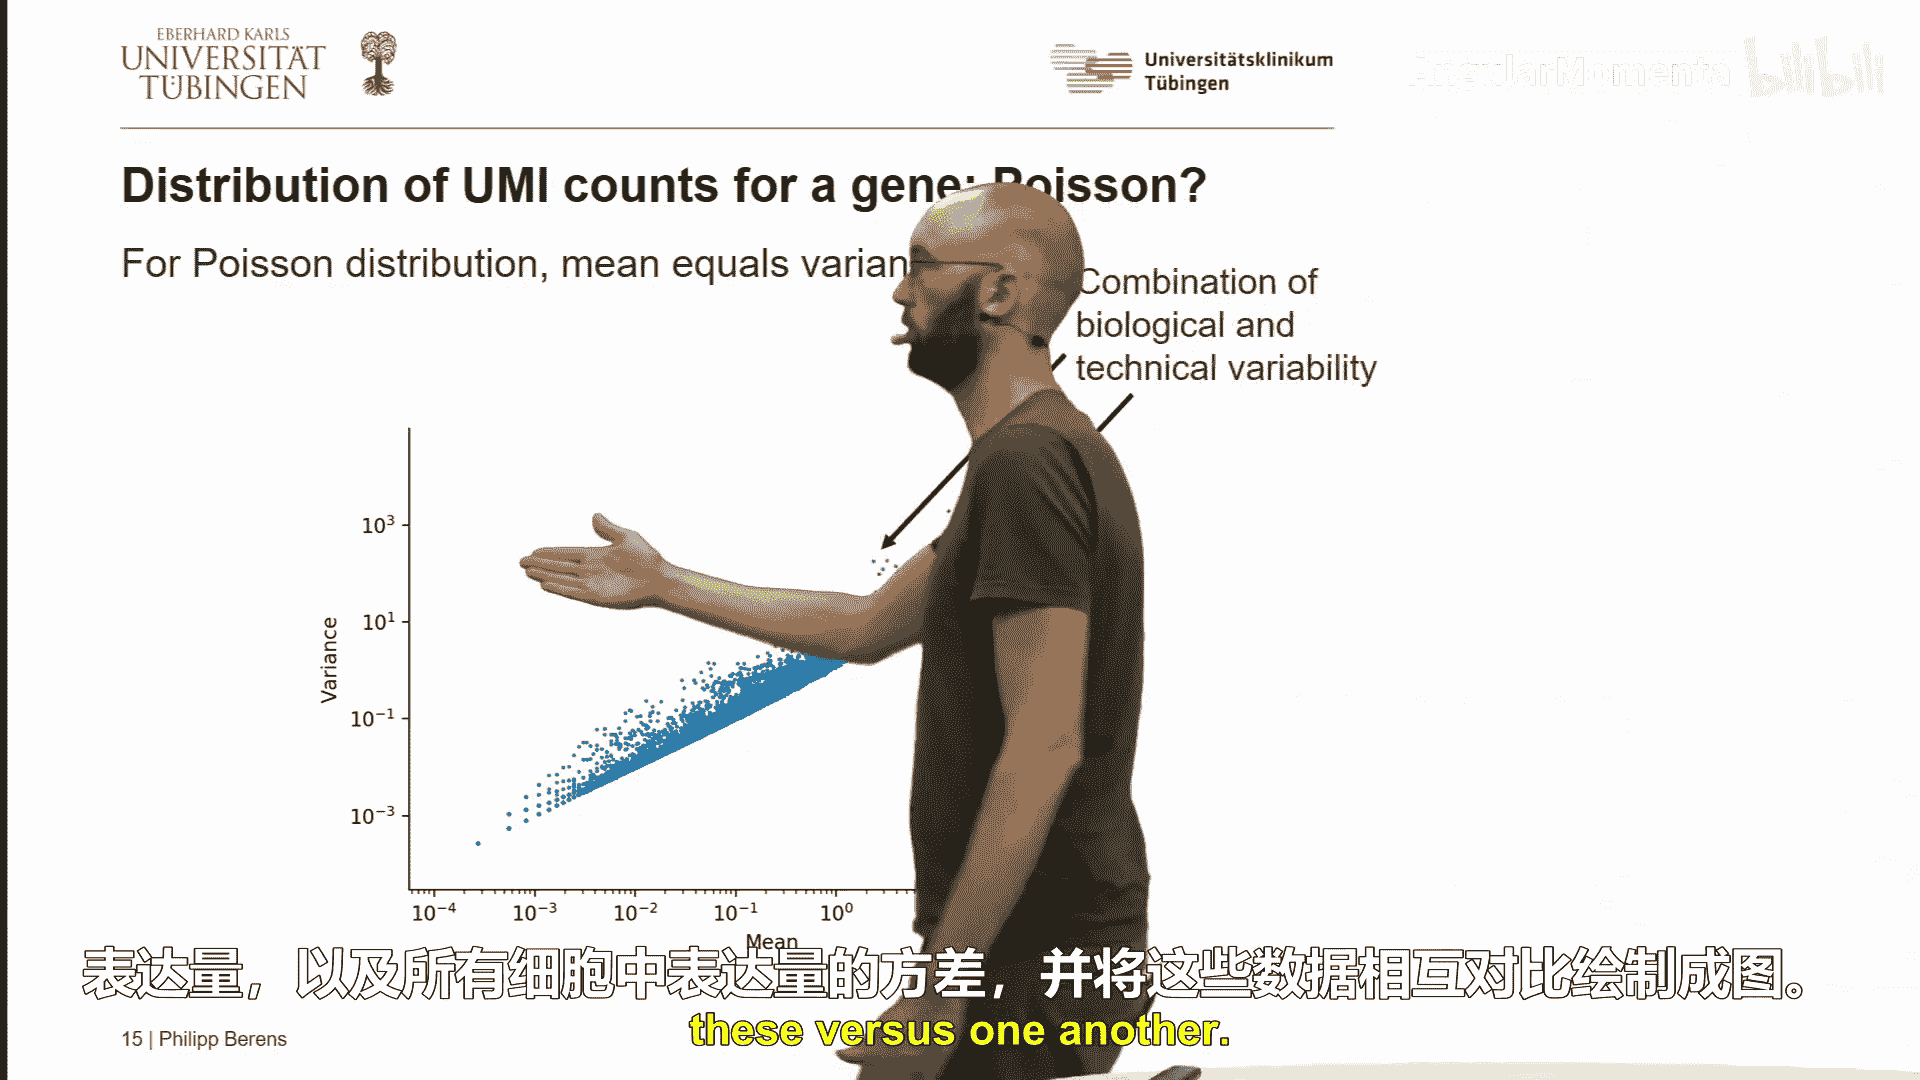 EBERHARD KARLS
UNIVERSITÄT
TÜBINGEN
Universitätsklinikum
Tübingen
AngularMomenta bilibili
Distribution of UMI counts for a gene: Poisson?
For Poisson distribution, mean equals varian
Combination of
biological and
technical variability
10³
10¹
10⁻¹
10⁻³
Variance
10⁻⁴ 10⁻³ 10⁻² 10⁻¹ 10⁰
Mean
表达量，以及所有细胞中表达量的方差，并将这些数据相互对比绘制成图。
these versus one another.
15 | Philipp Berens